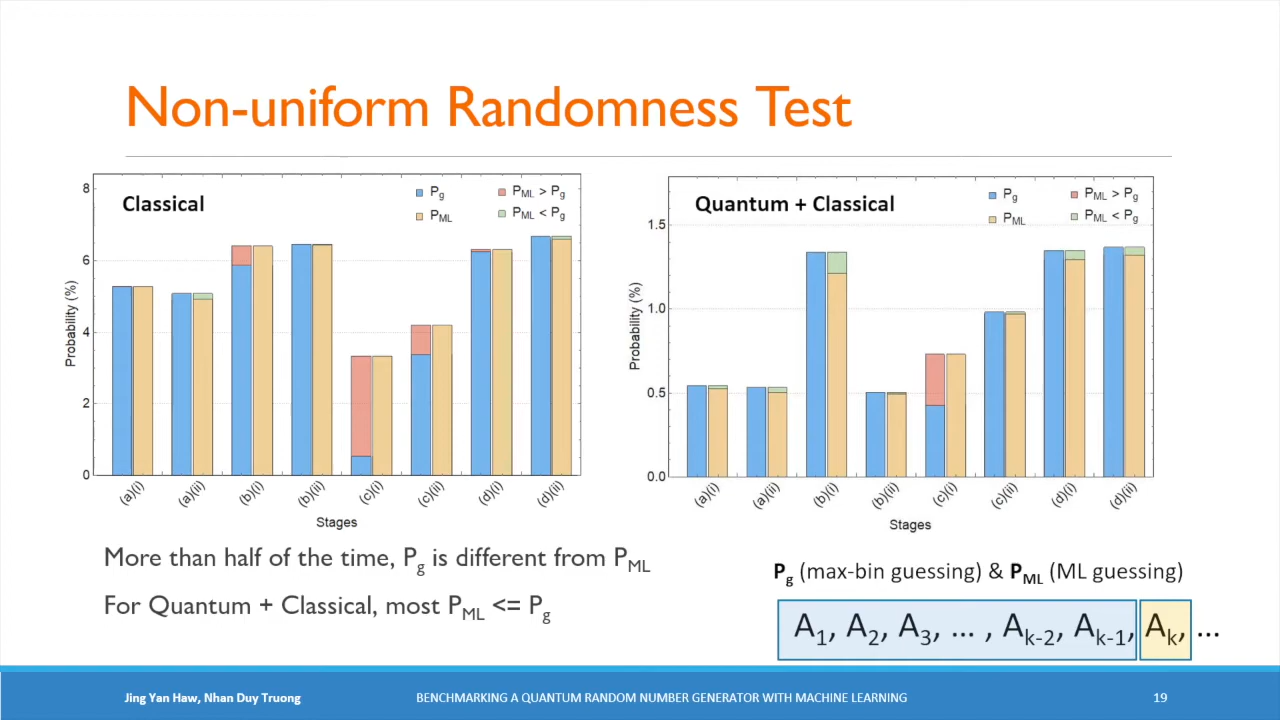 Non-uniform Randomness Test
Classical
P_g
P_ML
P_ML > P_g
P_ML < P_g
Probability (%)
8
6
4
2
0
(a)(i) (a)(ii) (b)(i) (b)(ii) (c)(i) (c)(ii) (d)(i) (d)(ii)
Stages
Quantum + Classical
P_g
P_ML
P_ML > P_g
P_ML < P_g
Probability (%)
1.5
1.0
0.5
0.0
(a)(i) (a)(ii) (b)(i) (b)(ii) (c)(i) (c)(ii) (d)(i) (d)(ii)
Stages
More than half of the time, P_g is different from P_ML
For Quantum + Classical, most P_ML <= P_g
P_g (max-bin guessing) & P_ML (ML guessing)
A_1, A_2, A_3, ... , A_k-2, A_k-1, A_k, ...
Jing Yan Haw, Nhan Duy Truong
BENCHMARKING A QUANTUM RANDOM NUMBER GENERATOR WITH MACHINE LEARNING
19